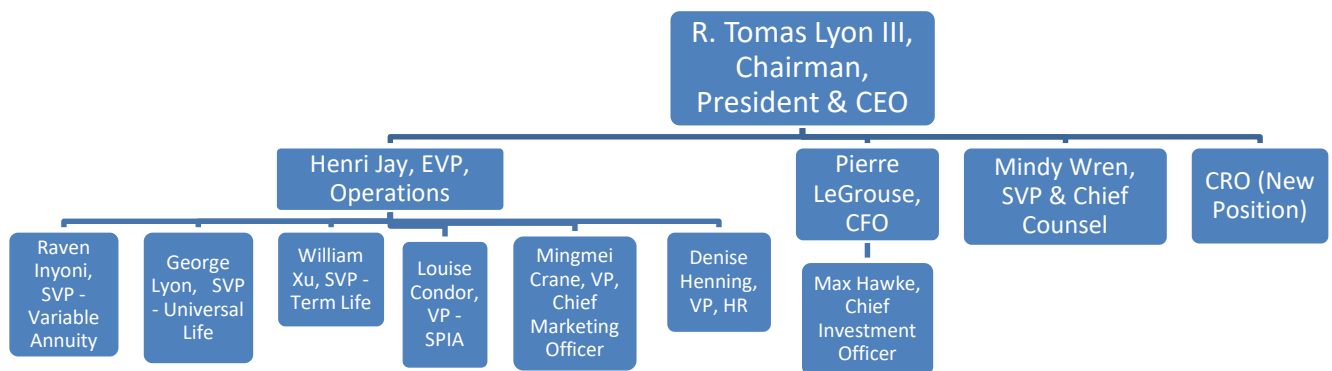 R. Tomas Lyon III,
Chairman,
President & CEO
Henri Jay, EVP,
Operations
Pierre
LeGrouse,
CFO
Mindy Wren,
SVP & Chief
Counsel
CRO (New
Position)
Raven
Inyoni,
SVP -
Variable
Annuity
George
Lyon, SVP
- Universal
Life
William
Xu, SVP -
Term Life
Louise
Condor,
VP -
SPIA
Mingmei
Crane, VP,
Chief
Marketing
Officer
Denise
Henning,
VP, HR
Max Hawke,
Chief
Investment
Officer